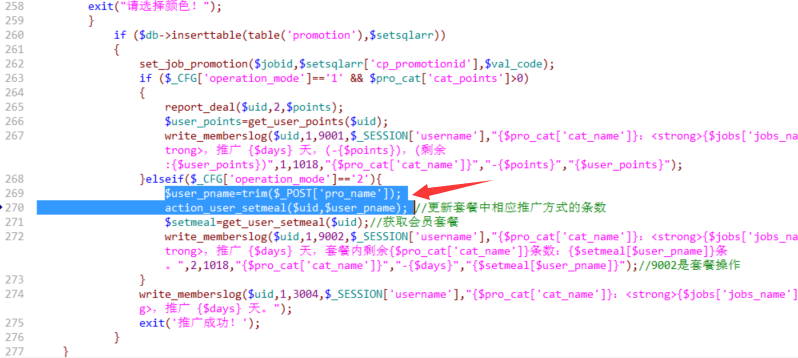 258 exit("请选择颜色！");
259 }
260 if ($db->inserttable(table('promotion'),$setsqlarr))
261 {
262 set_job_promotion($jobid,$setsqlarr['cp_promotionid'],$val_code);
263 if ($_CFG['operation_mode']=='1' && $pro_cat['cat_points']>0)
264 {
265 report_deal($uid,2,$points);
266 $user_points=get_user_points($uid);
267 write_memberslog($uid,1,9001,$_SESSION['username'],"{$pro_cat['cat_name']}：<strong>{$jobs['jobs_na
trong>，推广 {$days} 天，(-{$points})，(剩余
:{$user_points})",1,1018,"{$pro_cat['cat_name']}","-{$points}","{$user_points}");
268 }elseif($_CFG['operation_mode']=='2'){
269 $user_pname=trim($_POST['pro_name']);
270 action_user_setmeal($uid,$user_pname); //更新套餐中相应推广方式的条数
271 $setmeal=get_user_setmeal($uid);//获取会员套餐
272 write_memberslog($uid,1,9002,$_SESSION['username'],"{$pro_cat['cat_name']}：<strong>{$jobs['jobs_na
trong>，推广 {$days} 天，套餐内剩余{$pro_cat['cat_name']}条数：{$setmeal[$user_pname]}条
。",2,1018,"{$pro_cat['cat_name']}","-{$days}","{$setmeal[$user_pname]}");//9002是套餐操作
273 }
274 write_memberslog($uid,1,3004,$_SESSION['username'],"{$pro_cat['cat_name']}：<strong>{$jobs['jobs_name']
g>，推广 {$days} 天。");
275 exit('推广成功！');
276 }
277 }